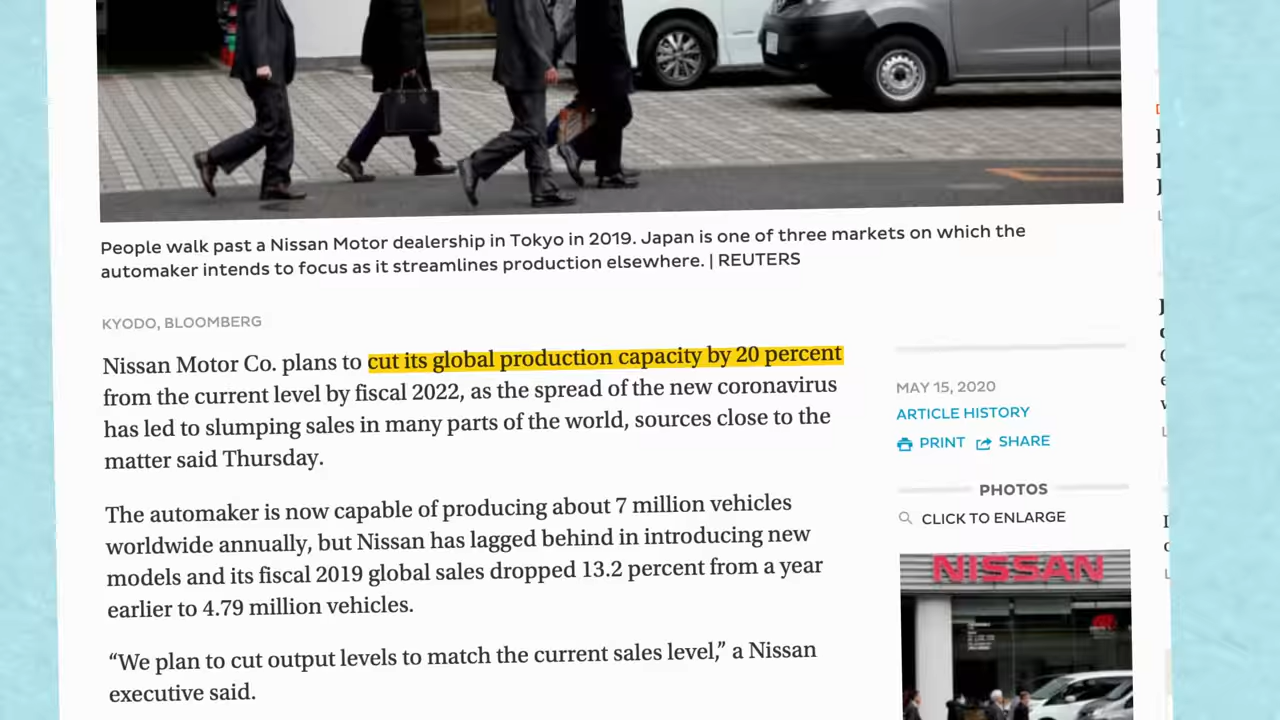 People walk past a Nissan Motor dealership in Tokyo in 2019. Japan is one of three markets on which the
automaker intends to focus as it streamlines production elsewhere. | REUTERS
KYODO, BLOOMBERG
Nissan Motor Co. plans to cut its global production capacity by 20 percent
from the current level by fiscal 2022, as the spread of the new coronavirus
has led to slumping sales in many parts of the world, sources close to the
matter said Thursday.
The automaker is now capable of producing about 7 million vehicles
worldwide annually, but Nissan has lagged behind in introducing new
models and its fiscal 2019 global sales dropped 13.2 percent from a year
earlier to 4.79 million vehicles.
“We plan to cut output levels to match the current sales level,” a Nissan
executive said.
MAY 15, 2020
ARTICLE HISTORY
PRINT SHARE
PHOTOS
CLICK TO ENLARGE
NISSAN